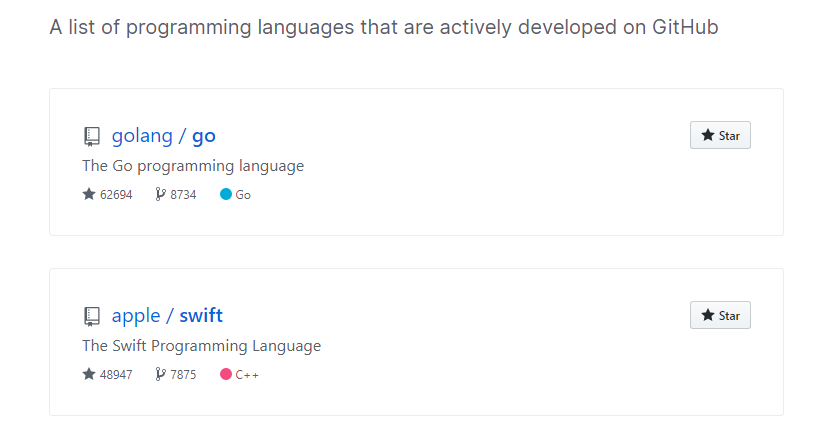 A list of programming languages that are actively developed on GitHub
golang / go
Star
The Go programming language
62694 8734 Go
apple / swift
Star
The Swift Programming Language
48947 7875 C++